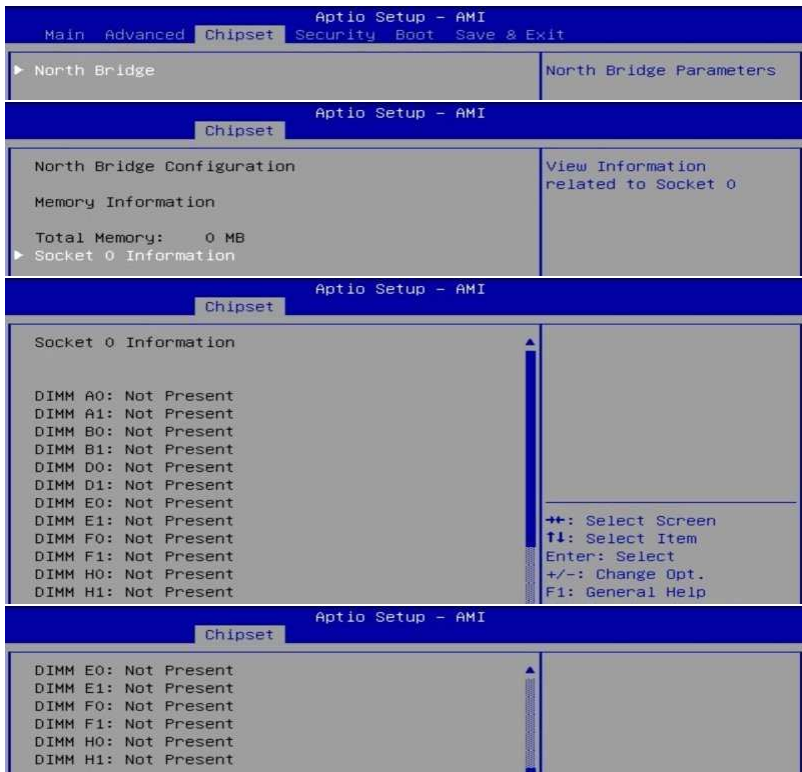 Aptio Setup – AMI
Main Advanced Chipset Security Boot Save & Exit
▶ North Bridge
North Bridge Parameters
Aptio Setup – AMI
Chipset
North Bridge Configuration
Memory Information
Total Memory: 0 MB
▶ Socket 0 Information
View Information
related to Socket 0
Aptio Setup – AMI
Chipset
Socket 0 Information
DIMM A0: Not Present
DIMM A1: Not Present
DIMM B0: Not Present
DIMM B1: Not Present
DIMM D0: Not Present
DIMM D1: Not Present
DIMM E0: Not Present
DIMM E1: Not Present
DIMM F0: Not Present
DIMM F1: Not Present
DIMM H0: Not Present
DIMM H1: Not Present
→←: Select Screen
↑↓: Select Item
Enter: Select
+/-: Change Opt.
F1: General Help
Aptio Setup – AMI
Chipset
DIMM E0: Not Present
DIMM E1: Not Present
DIMM F0: Not Present
DIMM F1: Not Present
DIMM H0: Not Present
DIMM H1: Not Present